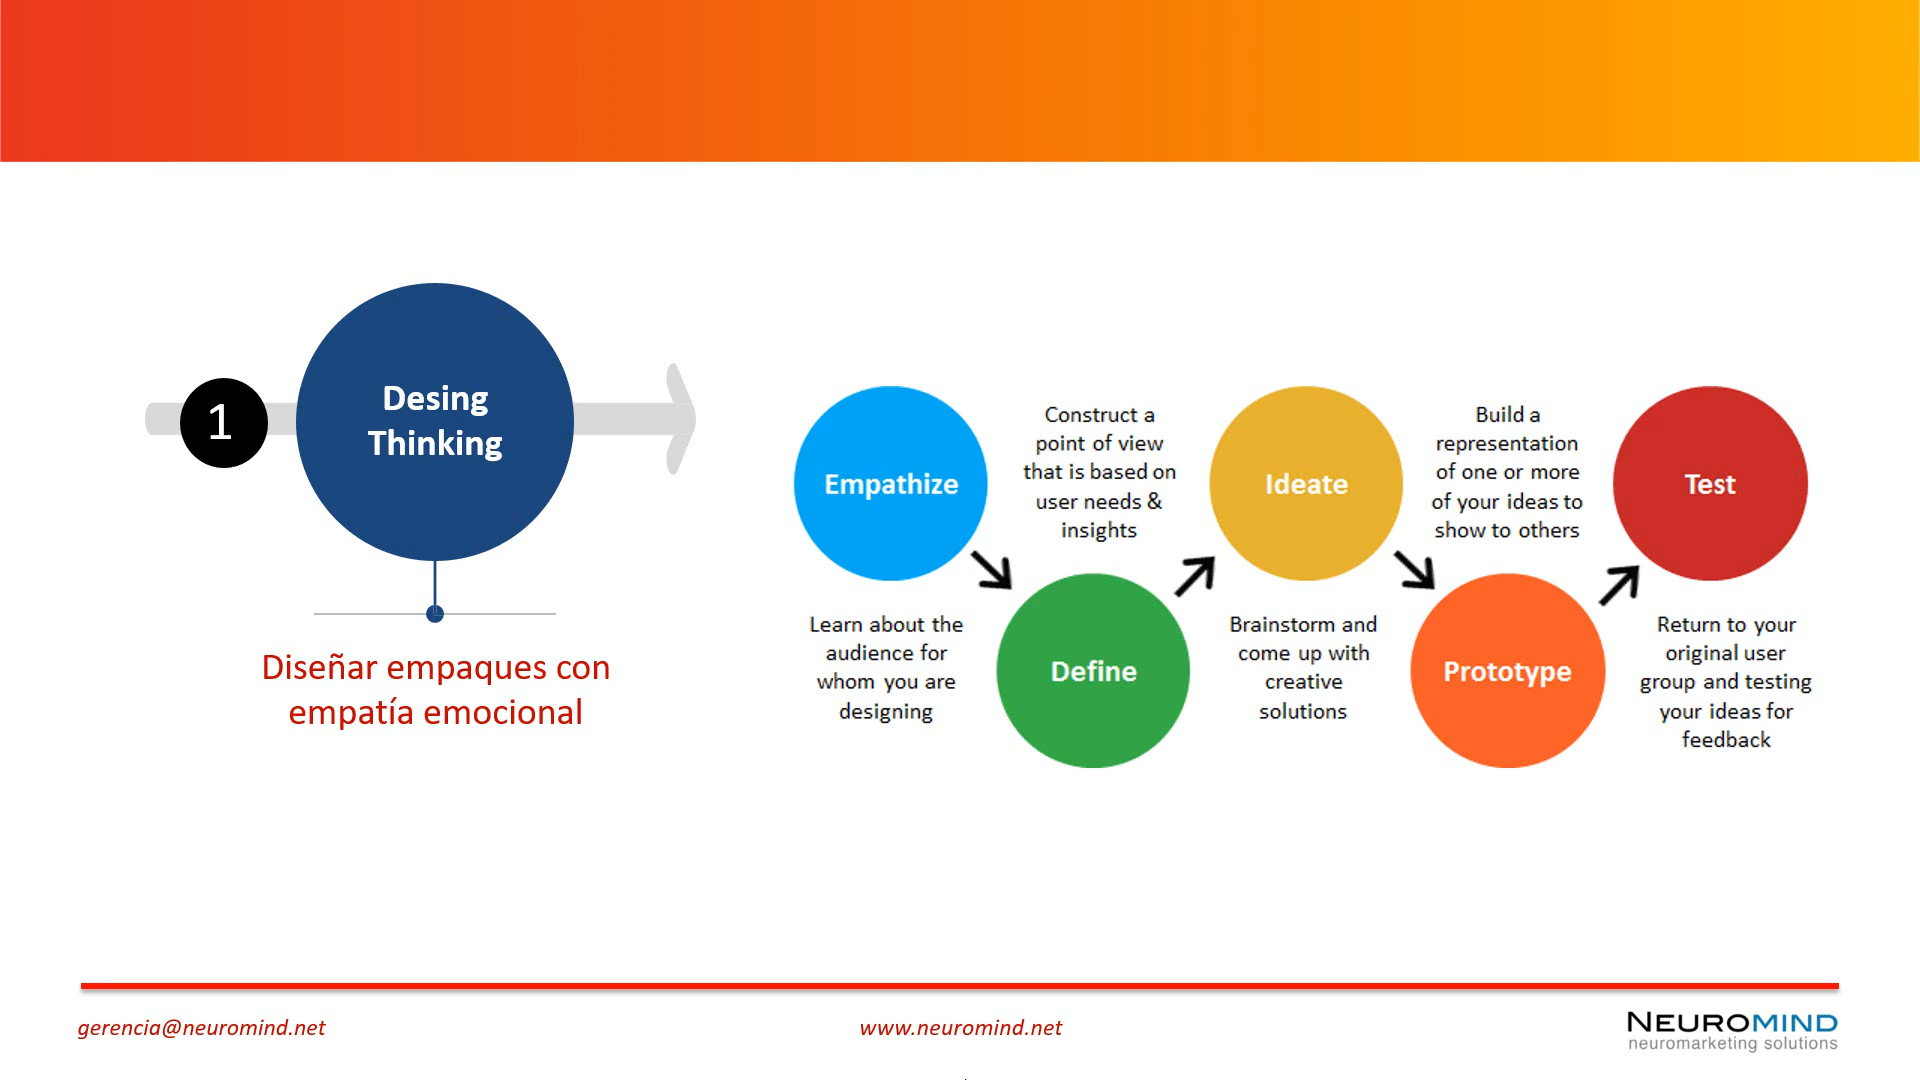 1
Desing
Thinking
Diseñar empaques con
empatía emocional
Empathize
Learn about the
audience for
whom you are
designing
Construct a
point of view
that is based on
user needs &
insights
Define
Ideate
Brainstorm and
come up with
creative
solutions
Build a
representation
of one or more
of your ideas to
show to others
Prototype
Test
Return to your
original user
group and testing
your ideas for
feedback
gerencia@neuromind.net
www.neuromind.net
NEUROMIND
neuromarketing solutions